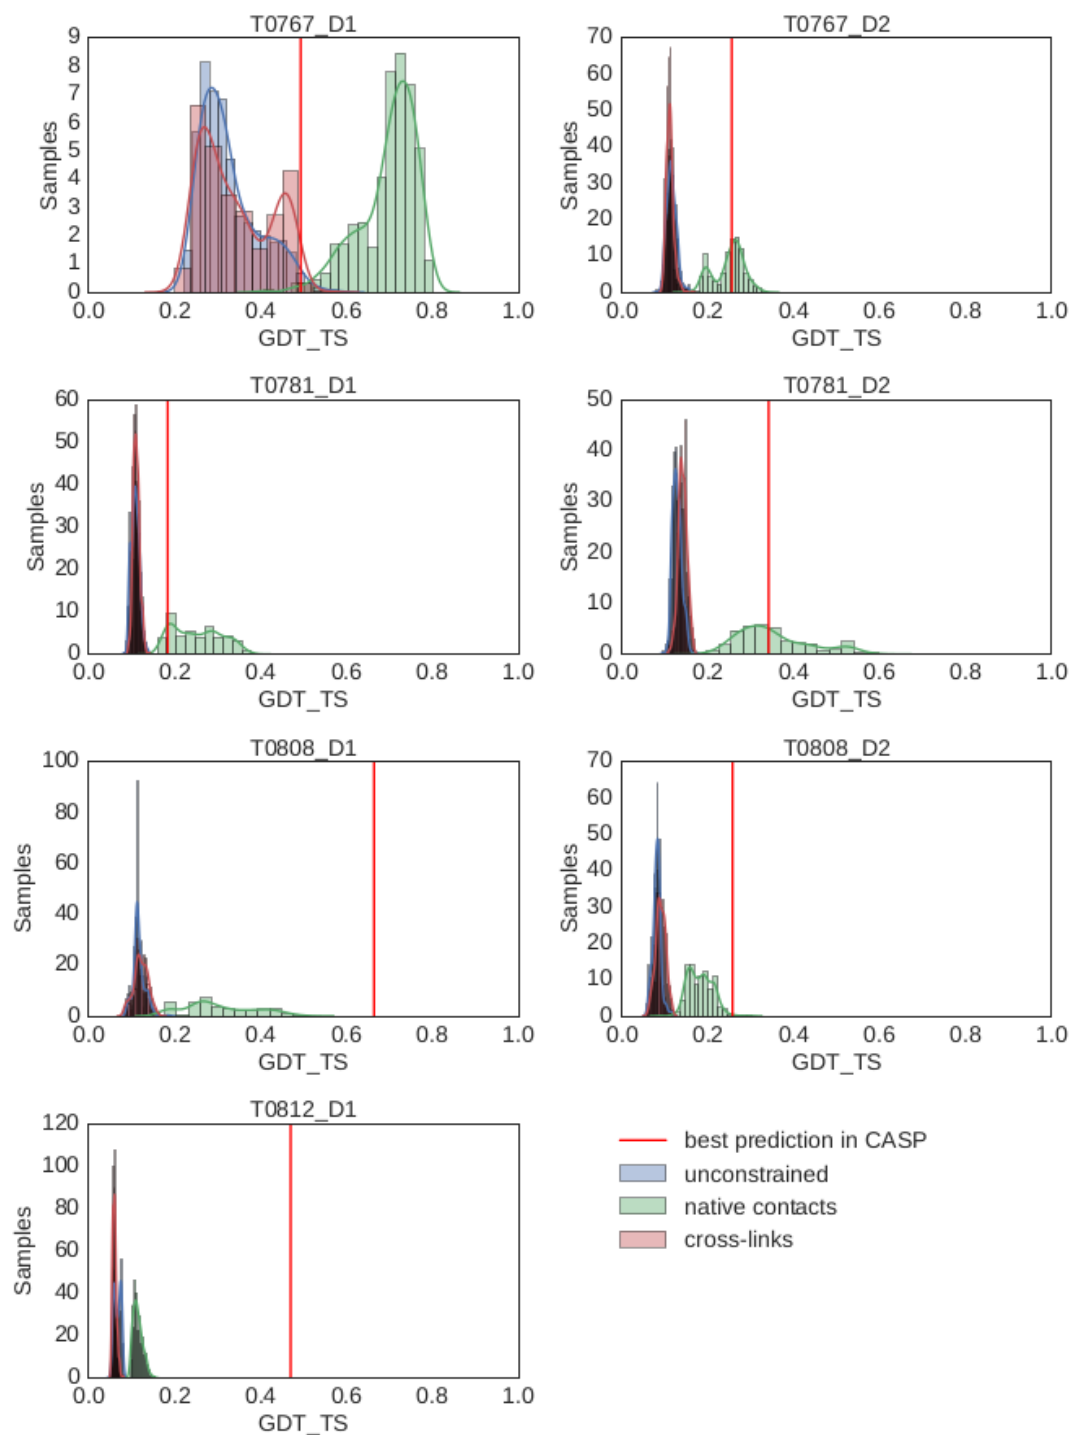 T0767_D1
9
8
7
6
5
4
3
2
1
0
Samples
0.0 0.2 0.4 0.6 0.8 1.0
GDT_TS
T0767_D2
70
60
50
40
30
20
10
0
Samples
0.0 0.2 0.4 0.6 0.8 1.0
GDT_TS
T0781_D1
60
50
40
30
20
10
0
Samples
0.0 0.2 0.4 0.6 0.8 1.0
GDT_TS
T0781_D2
50
40
30
20
10
0
Samples
0.0 0.2 0.4 0.6 0.8 1.0
GDT_TS
T0808_D1
100
80
60
40
20
0
Samples
0.0 0.2 0.4 0.6 0.8 1.0
GDT_TS
T0808_D2
70
60
50
40
30
20
10
0
Samples
0.0 0.2 0.4 0.6 0.8 1.0
GDT_TS
T0812_D1
120
100
80
60
40
20
0
Samples
0.0 0.2 0.4 0.6 0.8 1.0
GDT_TS
best prediction in CASP
unconstrained
native contacts
cross-links